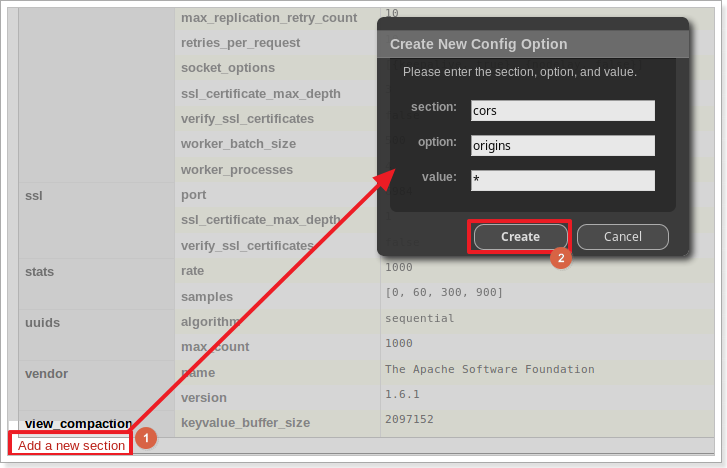 max_replication_retry_count 10
retries_per_request
socket_options
ssl_certificate_max_depth
verify_ssl_certificates
worker_batch_size
worker_processes
Create New Config Option
Please enter the section, option, and value.
section: cors
option: origins
value: *
Create Cancel
2
ssl port
ssl_certificate_max_depth
verify_ssl_certificates
stats rate 1000
samples [0, 60, 300, 900]
uuids algorithm sequential
max_count 1000
vendor name The Apache Software Foundation
version 1.6.1
view_compaction keyvalue_buffer_size 2097152
Add a new section 1